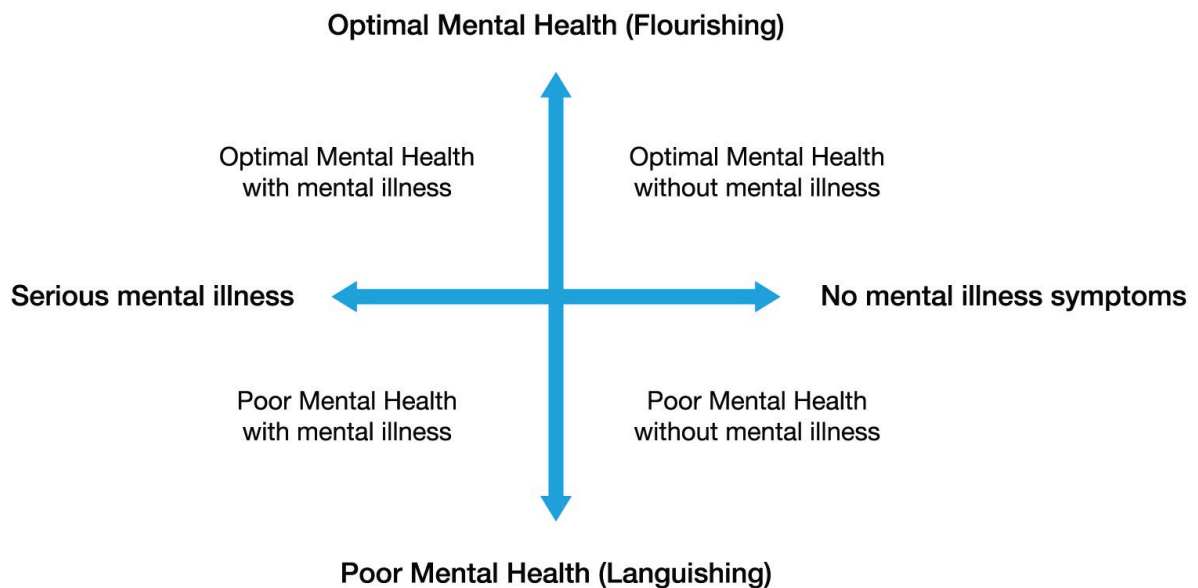 Optimal Mental Health (Flourishing)
Optimal Mental Health
with mental illness
Optimal Mental Health
without mental illness
Serious mental illness
No mental illness symptoms
Poor Mental Health
with mental illness
Poor Mental Health
without mental illness
Poor Mental Health (Languishing)